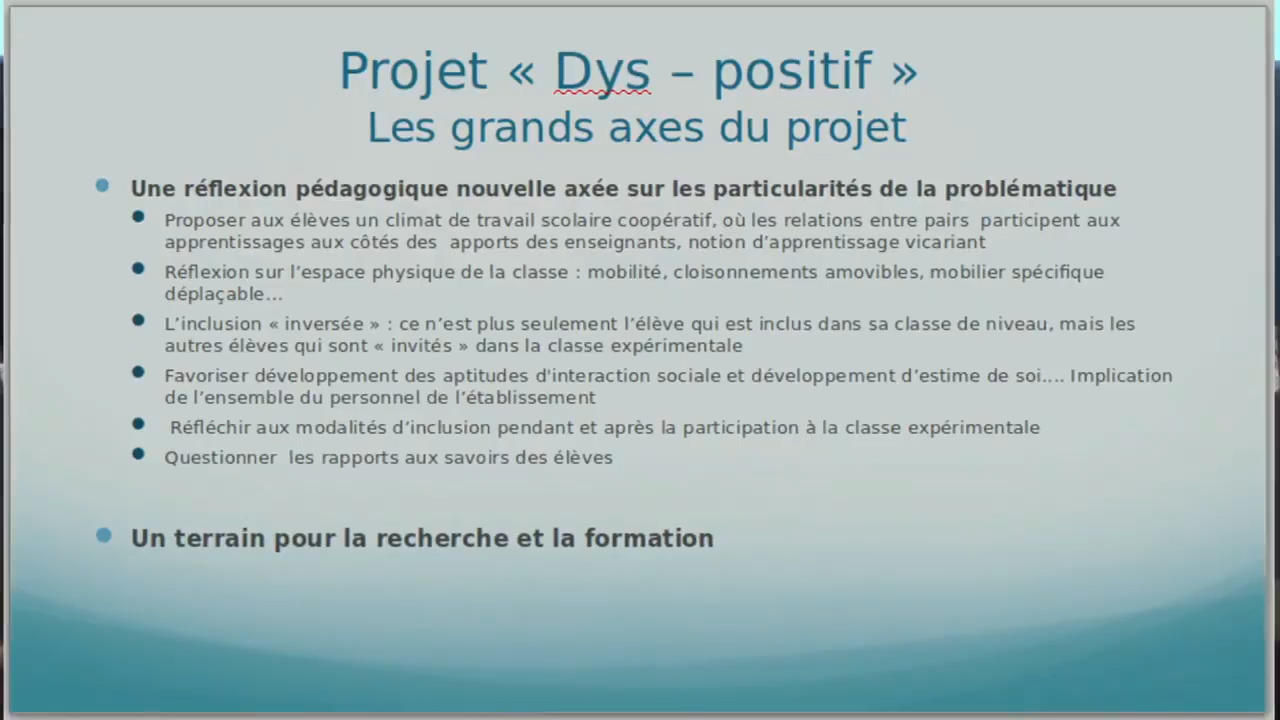 Projet « Dys – positif »
Les grands axes du projet
Une réflexion pédagogique nouvelle axée sur les particularités de la problématique
Proposer aux élèves un climat de travail scolaire coopératif, où les relations entre pairs  participent aux
apprentissages aux côtés des  apports des enseignants, notion d’apprentissage vicariant
Réflexion sur l’espace physique de la classe : mobilité, cloisonnements amovibles, mobilier spécifique
déplaçable...
L’inclusion « inversée » : ce n’est plus seulement l’élève qui est inclus dans sa classe de niveau, mais les
autres élèves qui sont « invités » dans la classe expérimentale
Favoriser développement des aptitudes d'interaction sociale et développement d’estime de soi.... Implication
de l’ensemble du personnel de l’établissement
Réfléchir aux modalités d’inclusion pendant et après la participation à la classe expérimentale
Questionner  les rapports aux savoirs des élèves
Un terrain pour la recherche et la formation